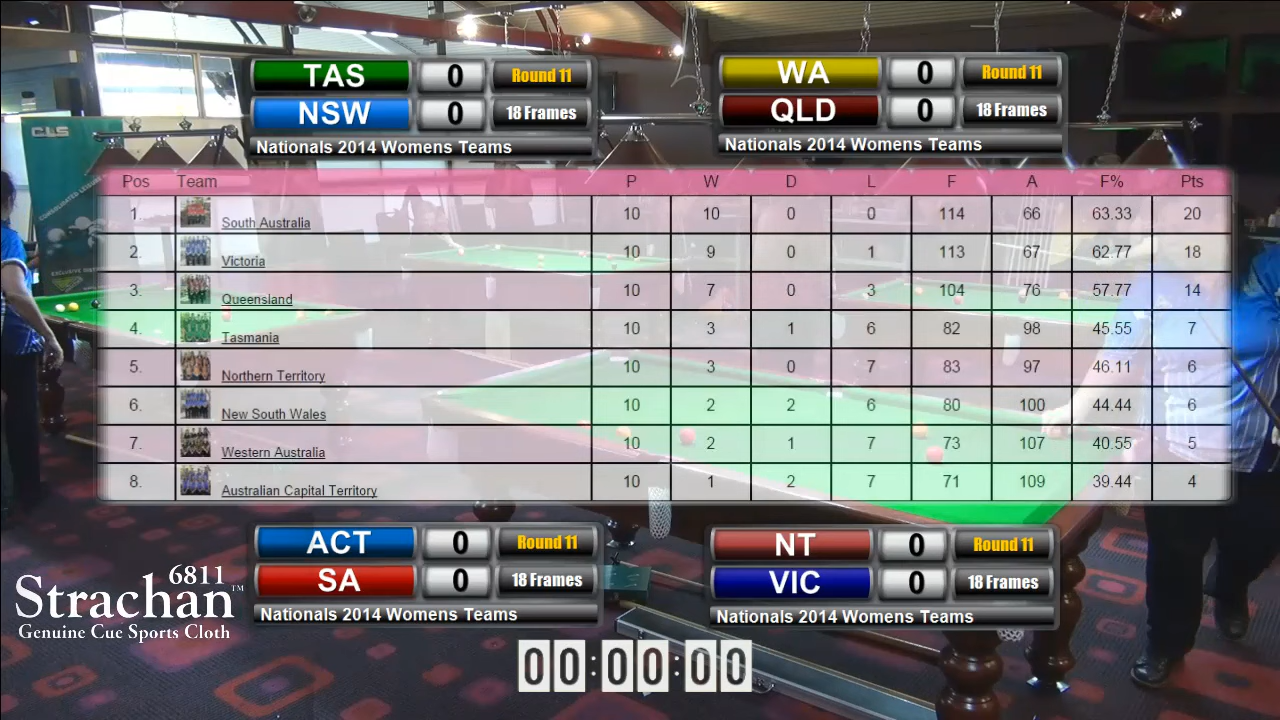 TAS 0 Round 11
NSW 0 18 Frames
Nationals 2014 Womens Teams
WA 0 Round 11
QLD 0 18 Frames
Nationals 2014 Womens Teams
CLS
Pos Team P W D L F A F% Pts
1. South Australia 10 10 0 0 114 66 63.33 20
2. Victoria 10 9 0 1 113 67 62.77 18
3. Queensland 10 7 0 3 104 76 57.77 14
4. Tasmania 10 3 1 6 82 98 45.55 7
5. Northern Territory 10 3 0 7 83 97 46.11 6
6. New South Wales 10 2 2 6 80 100 44.44 6
7. Western Australia 10 2 1 7 73 107 40.55 5
8. Australian Capital Territory 10 1 2 7 71 109 39.44 4
ACT 0 Round 11
SA 0 18 Frames
Nationals 2014 Womens Teams
NT 0 Round 11
VIC 0 18 Frames
Nationals 2014 Womens Teams
6811
Strachan™
Genuine Cue Sports Cloth
00:00:00